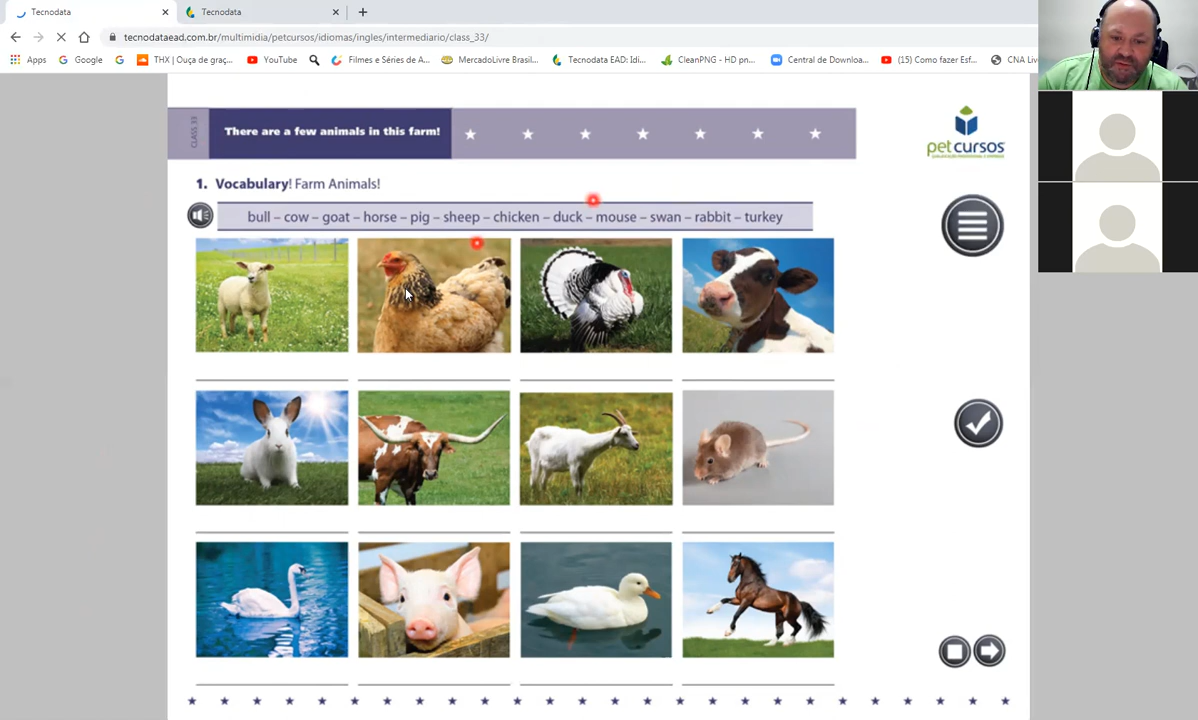 Tecnodata
Tecnodata
tecnodataead.com.br/multimidia/petcursos/idiomas/ingles/intermediario/class_33/
Apps Google THX | Ouça de graç... YouTube Filmes e Séries de A... MercadoLivre Brasil... Tecnodata EAD: Idi... CleanPNG - HD pn... Central de Downloa... (15) Como fazer Esf... CNA Liv
CLASS 33
There are a few animals in this farm!
petcursos
1. Vocabulary! Farm Animals!
bull – cow – goat – horse – pig – sheep – chicken – duck – mouse – swan – rabbit – turkey